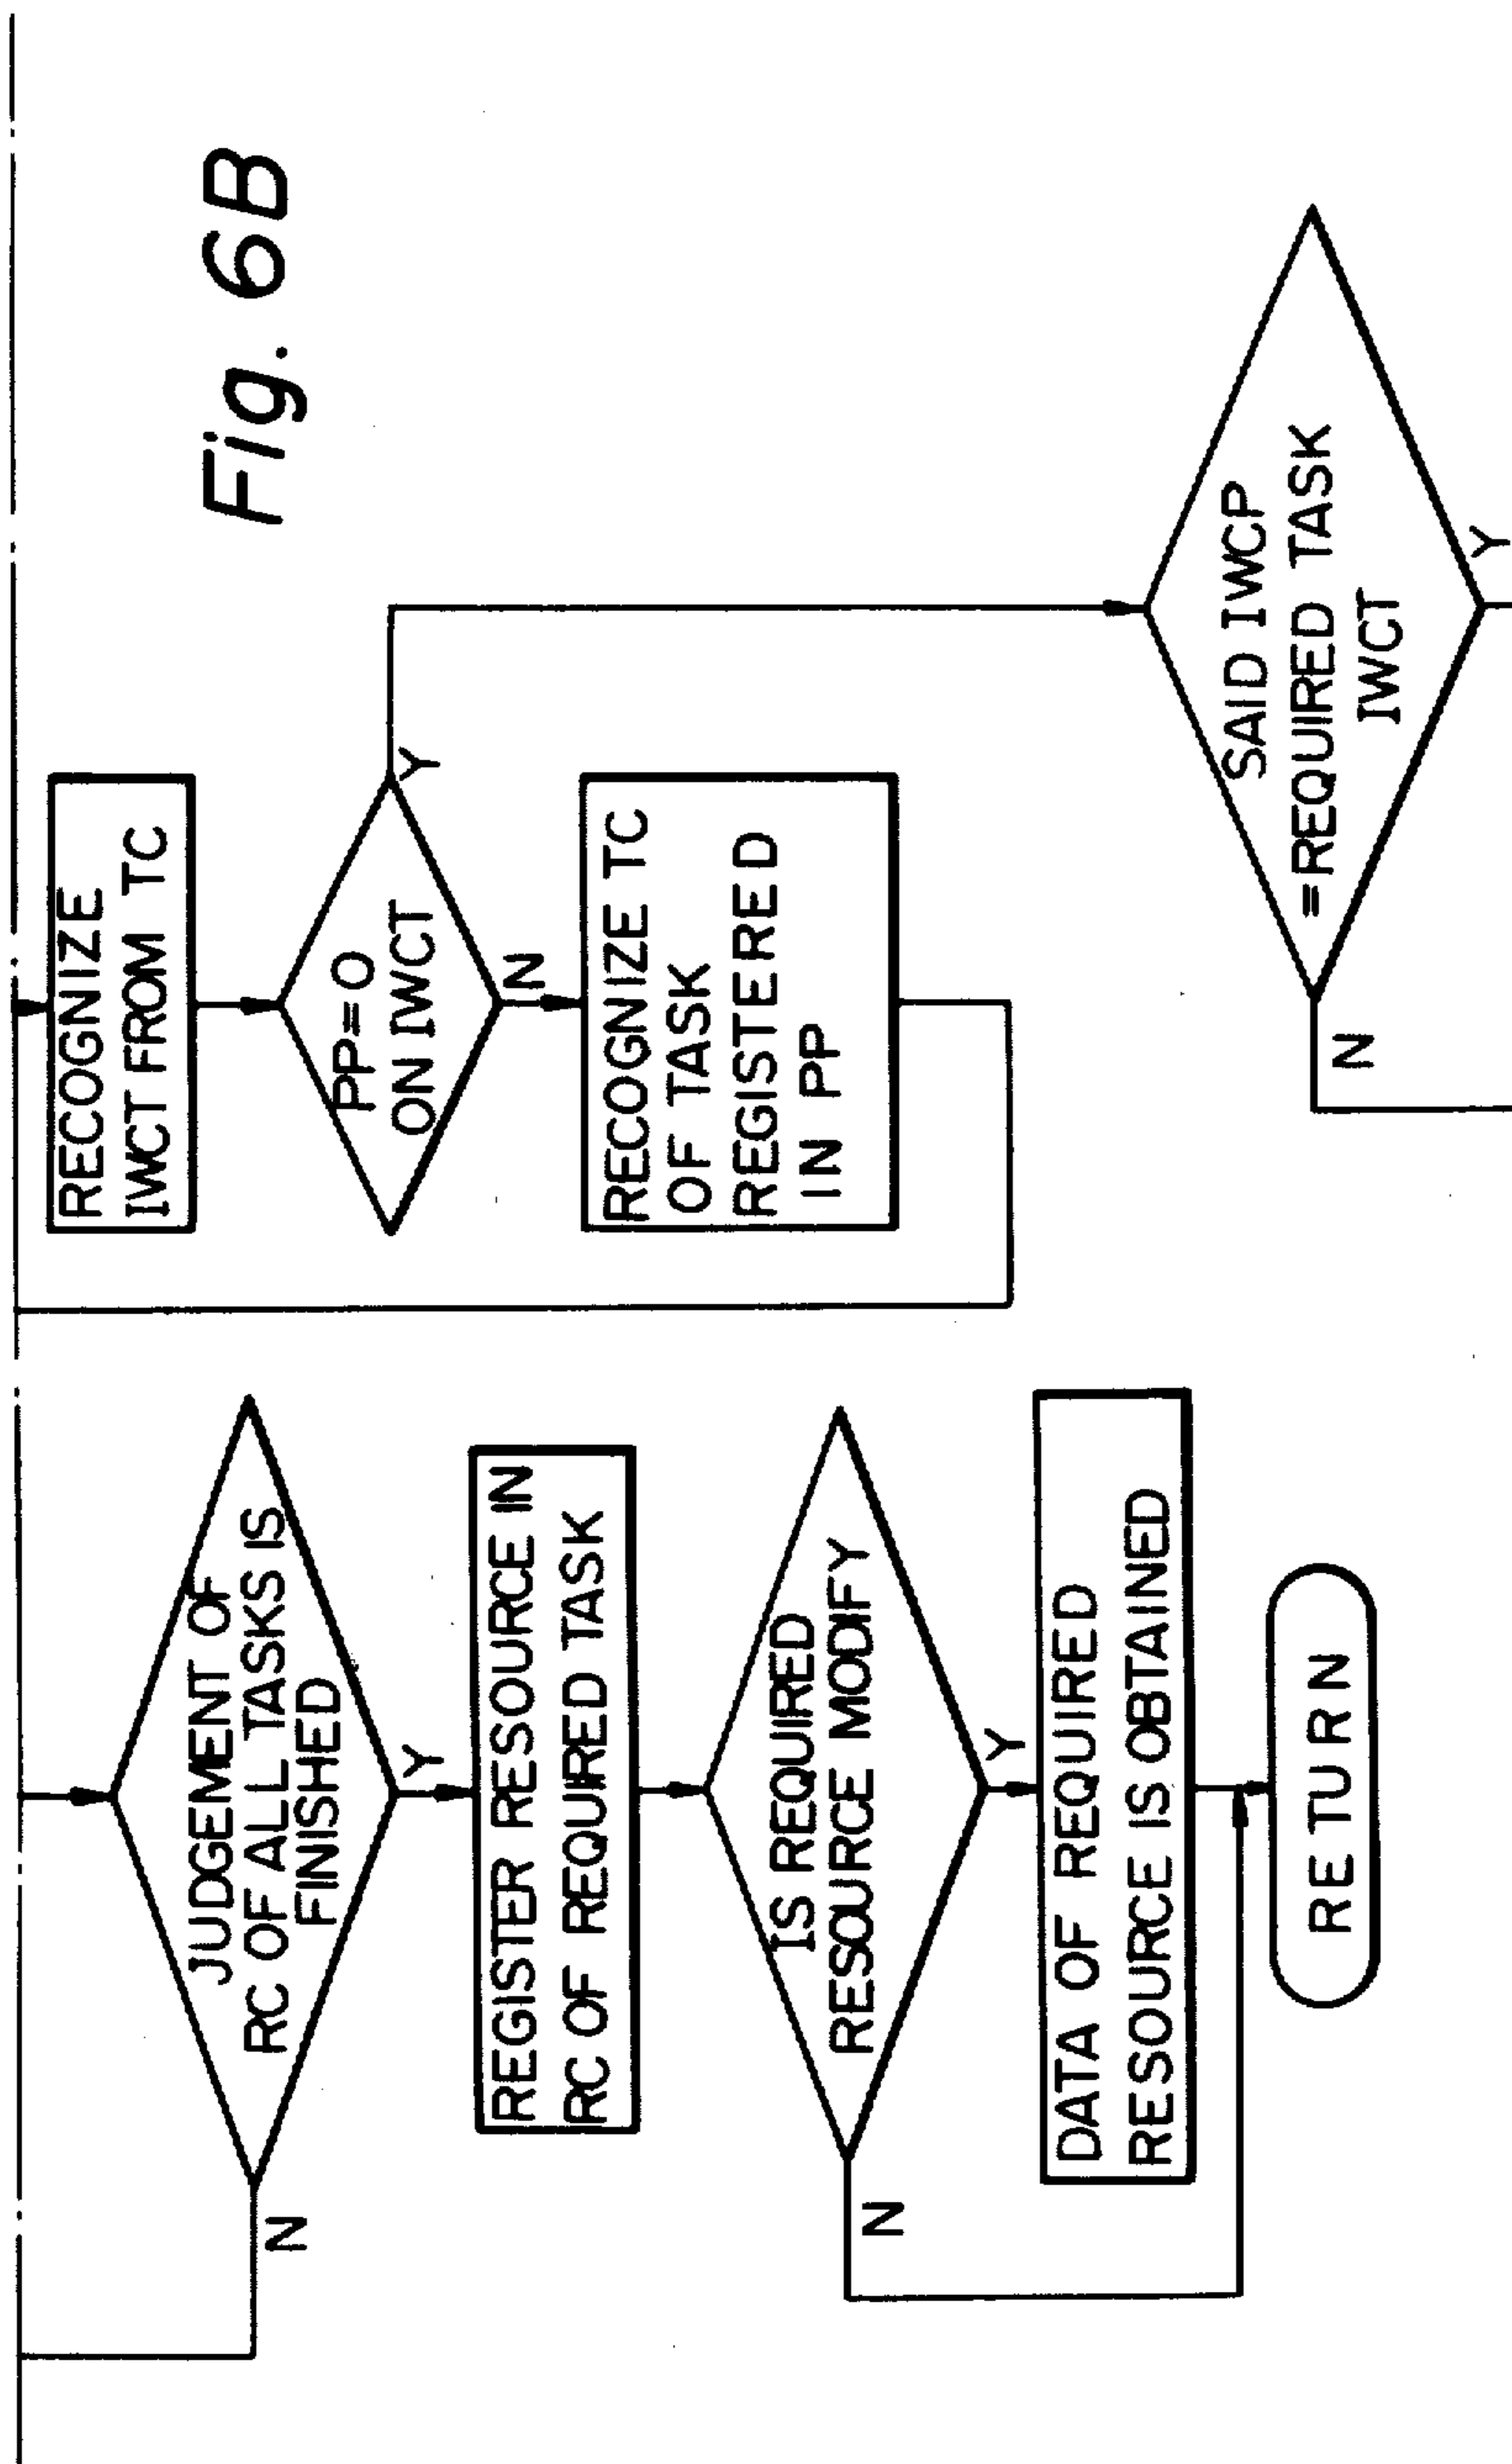 Fig. 6B
JUDGEMENT OF
RC OF ALL TASKS IS
FINISHED
N
Y
REGISTER RESOURCE IN
RC OF REQUIRED TASK
IS REQUIRED
RESOURCE MODIFY
N
Y
DATA OF REQUIRED
RESOURCE IS OBTAINED
RETURN
RECOGNIZE
IWCT FROM TC
PP=0
ON IWCT
Y
N
RECOGNIZE TC
OF TASK
REGISTERED
IN PP
SAID IWCP
=REQUIRED TASK
IWCT
N
Y